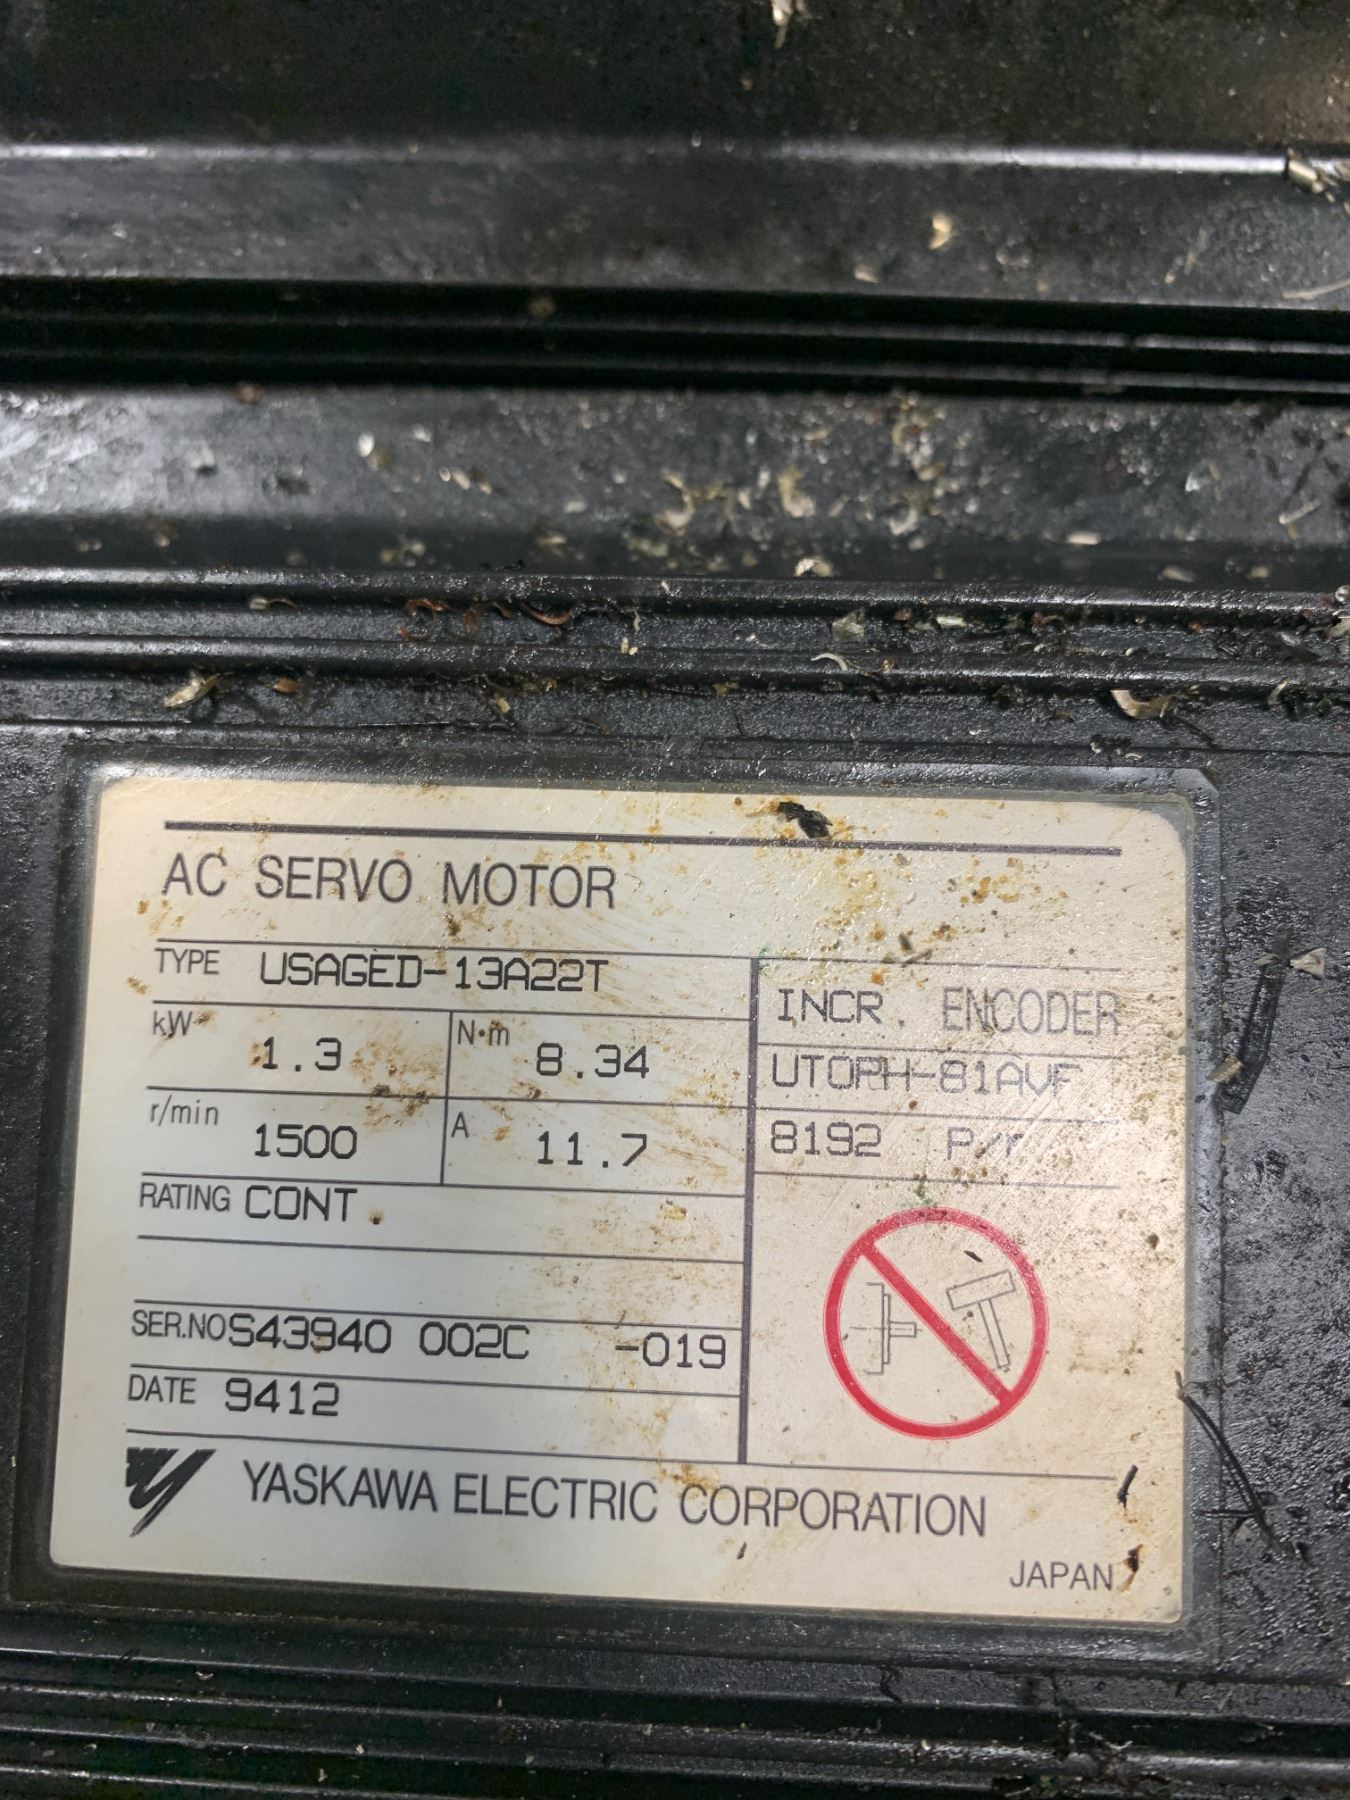 AC SERVO MOTOR
TYPE USAGED-13A22T
INCR. ENCODER
kW 1.3 N·m 8.34
UTOPH-81AVF
r/min 1500 A 11.7
8192 P/r
RATING CONT.
SER.NO S43940 002C -019
DATE 9412
YASKAWA ELECTRIC CORPORATION
JAPAN